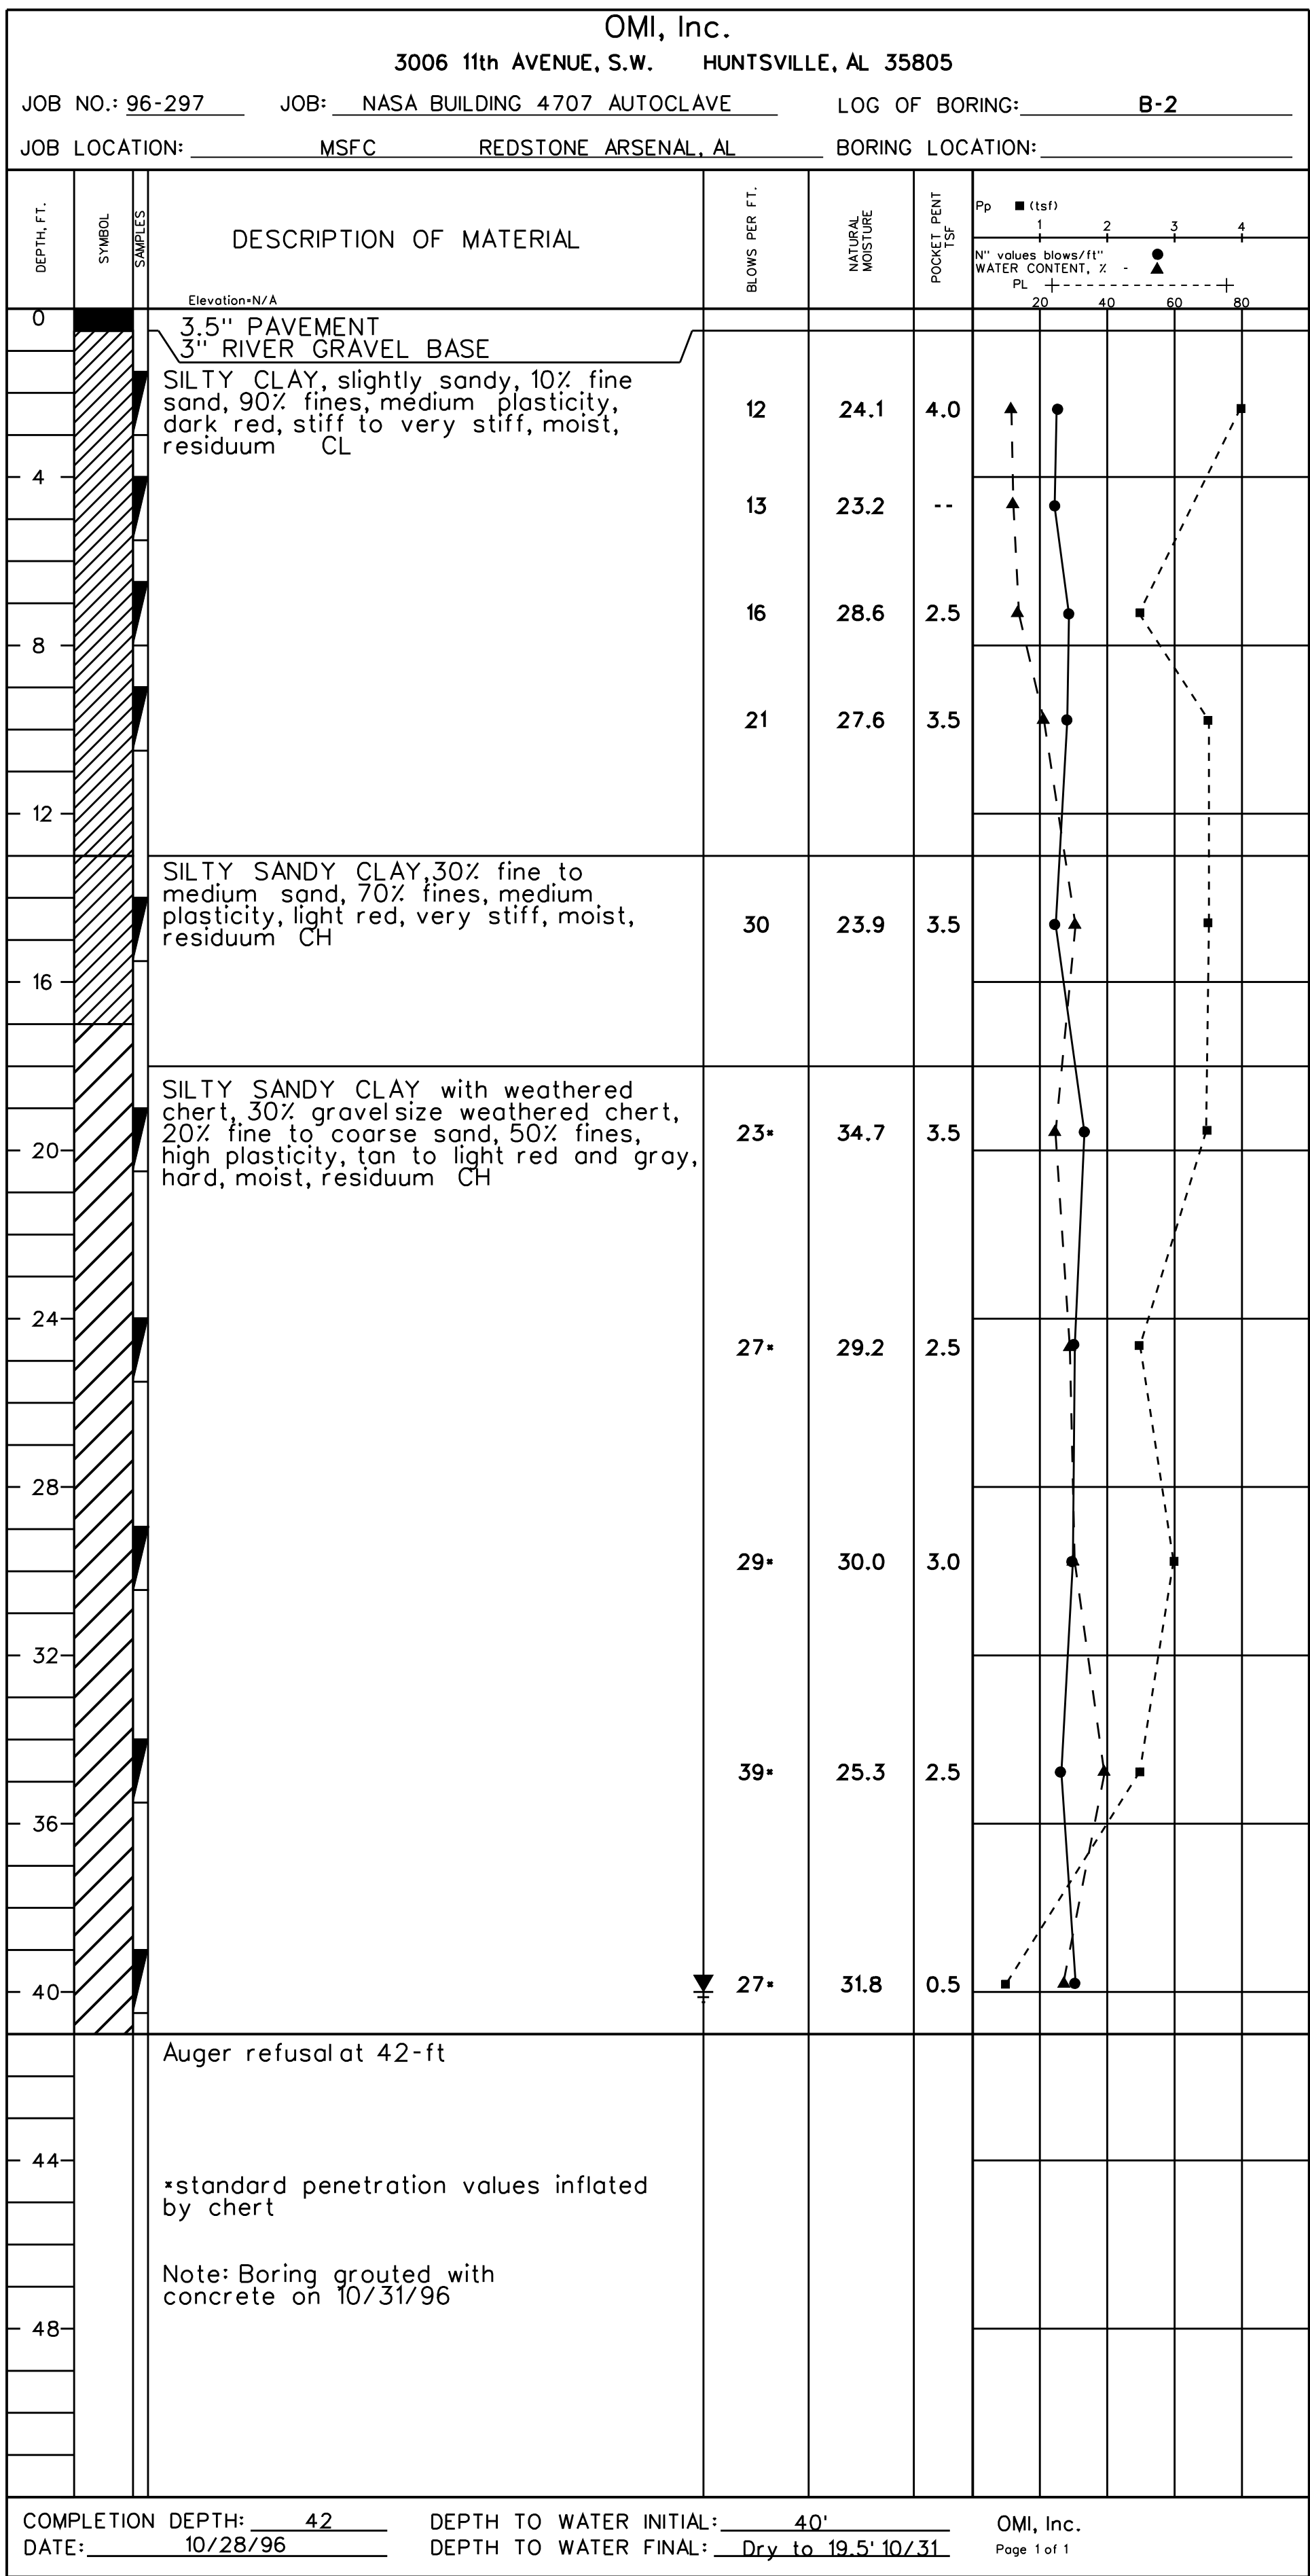 OMI, Inc.
3006 11th AVENUE, S.W. HUNTSVILLE, AL 35805
JOB NO.: 96-297 JOB: NASA BUILDING 4707 AUTOCLAVE LOG OF BORING: B-2
JOB LOCATION: MSFC REDSTONE ARSENAL, AL BORING LOCATION:
DEPTH, FT.
SYMBOL
SAMPLES
DESCRIPTION OF MATERIAL
Elevation=N/A
BLOWS PER FT.
NATURAL
MOISTURE
POCKET PENT
TSF
Pp ■ (tsf)
1 2 3 4
N" values blows/ft" ●
WATER CONTENT, % - ▲
PL
20 40 60 80
0
3.5" PAVEMENT
3" RIVER GRAVEL BASE
SILTY CLAY, slightly sandy, 10% fine
sand, 90% fines, medium plasticity,
dark red, stiff to very stiff, moist,
residuum CL
12 24.1 4.0
4
13 23.2 --
16 28.6 2.5
8
21 27.6 3.5
12
SILTY SANDY CLAY, 30% fine to
medium sand, 70% fines, medium
plasticity, light red, very stiff, moist,
residuum CH
30 23.9 3.5
16
SILTY SANDY CLAY with weathered
chert, 30% gravel size weathered chert,
20% fine to coarse sand, 50% fines,
high plasticity, tan to light red and gray,
hard, moist, residuum CH
23* 34.7 3.5
20
24
27* 29.2 2.5
28
29* 30.0 3.0
32
39* 25.3 2.5
36
40
27* 31.8 0.5
Auger refusal at 42-ft
44
*standard penetration values inflated
by chert
Note: Boring grouted with
concrete on 10/31/96
48
COMPLETION DEPTH: 42 DEPTH TO WATER INITIAL: 40' OMI, Inc.
DATE: 10/28/96 DEPTH TO WATER FINAL: Dry to 19.5' 10/31 Page 1 of 1